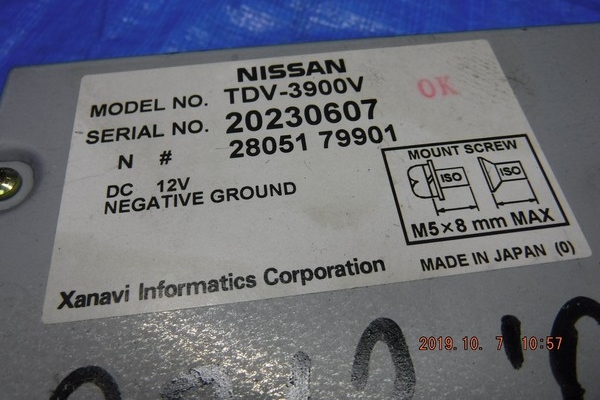 NISSAN
MODEL NO. TDV-3900V
OK
SERIAL NO. 20230607
N # 28051 79901
DC 12V
NEGATIVE GROUND
MOUNT SCREW
ISO ISO
M5×8 mm MAX
Xanavi Informatics Corporation
MADE IN JAPAN (0)
2019.10. 7 10:57